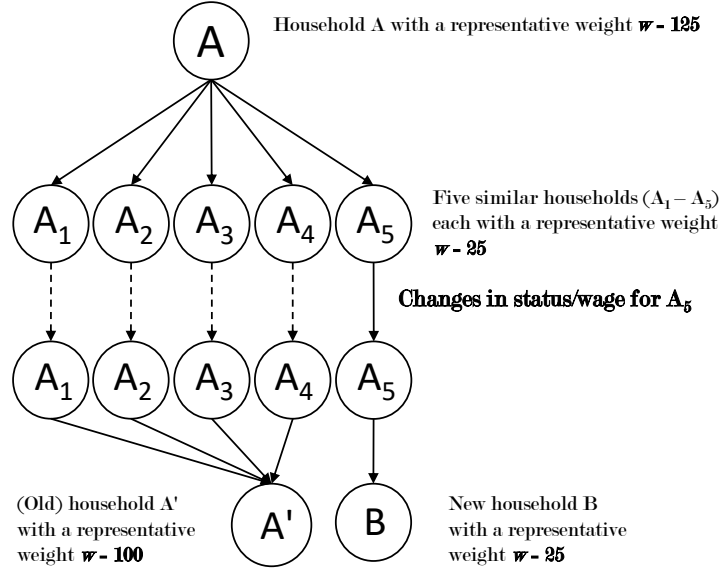 A
Household A with a representative weight w - 125
A₁ A₂ A₃ A₄ A₅
Five similar households (A₁ – A₅)
each with a representative weight
w - 25
Changes in status/wage for A₅
A₁ A₂ A₃ A₄ A₅
(Old) household A'
with a representative
weight w - 100
A'
B
New household B
with a representative
weight w - 25